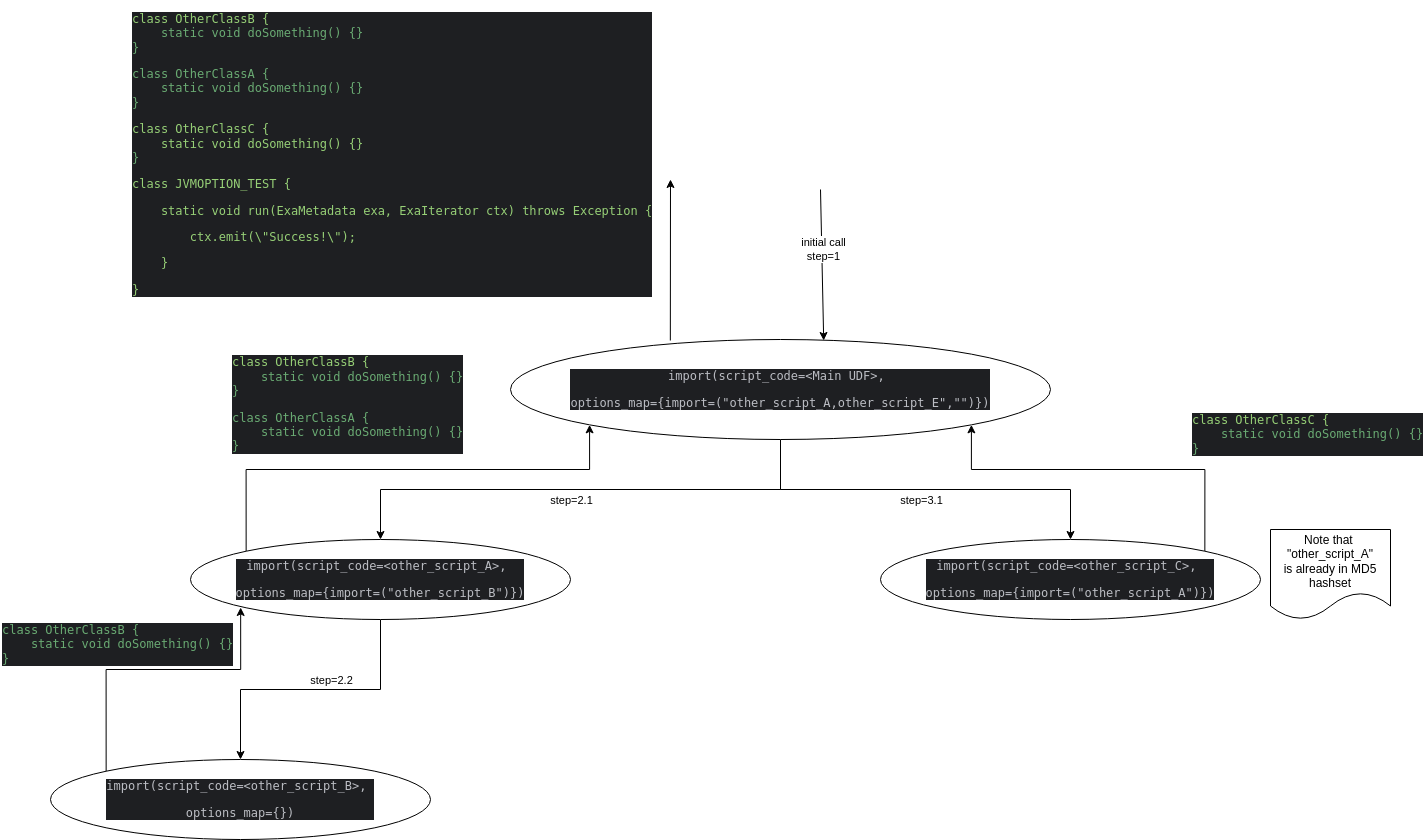 class OtherClassB {
    static void doSomething() {}
}
class OtherClassA {
    static void doSomething() {}
}
class OtherClassC {
    static void doSomething() {}
}
class JVMOPTION_TEST {
    static void run(ExaMetadata exa, ExaIterator ctx) throws Exception {
        ctx.emit(\"Success!\");
    }
}
initial call
step=1
import(script_code=<Main UDF>,
options_map={import=("other_script_A,other_script_E","")})
class OtherClassB {
    static void doSomething() {}
}
class OtherClassA {
    static void doSomething() {}
}
class OtherClassC {
    static void doSomething() {}
}
step=2.1
step=3.1
import(script_code=<other_script_A>,
options_map={import=("other_script_B")})
import(script_code=<other_script_C>,
options_map={import=("other_script_A")})
Note that
"other_script_A"
is already in MD5
hashset
class OtherClassB {
    static void doSomething() {}
}
step=2.2
import(script_code=<other_script_B>,
options_map={})